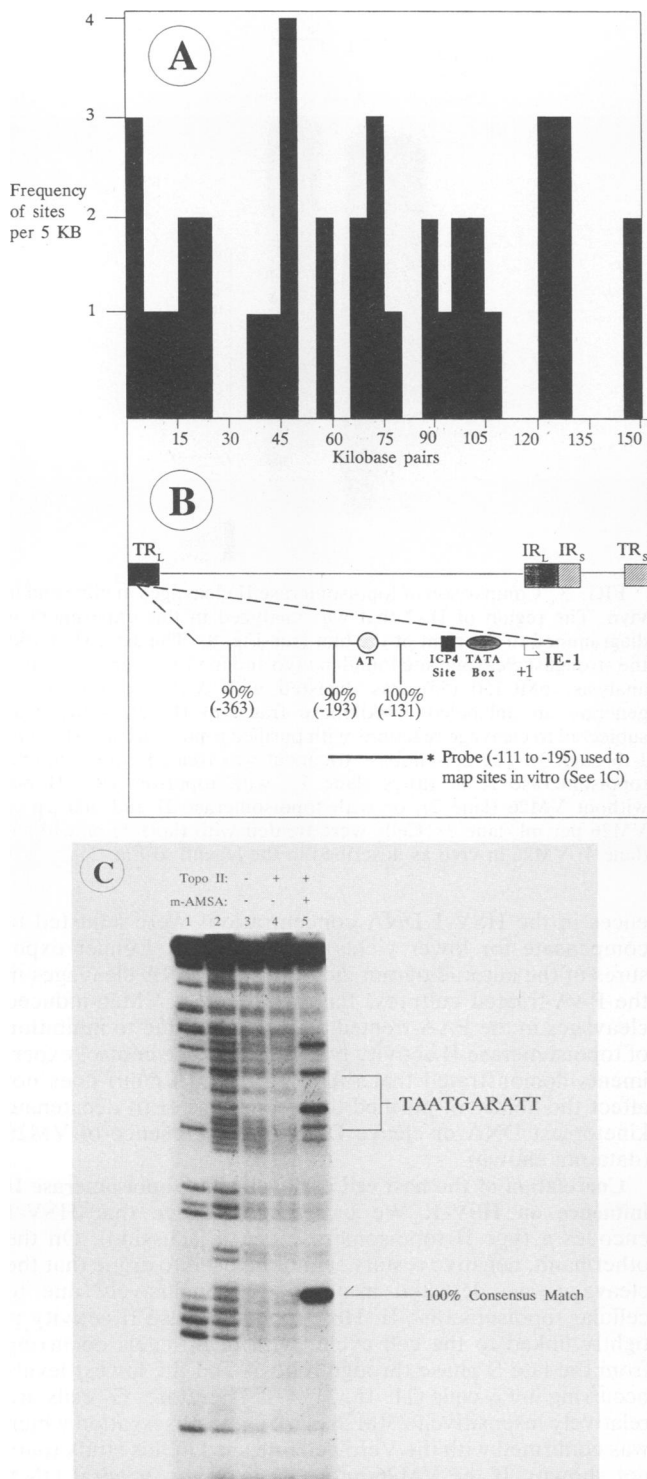 A
4
3
Frequency
of sites
per 5 KB
2
1
15 30 45 60 75 90 105 120 135 150
Kilobase pairs
B
TR_L IR_L IR_S TR_S
AT ICP4 Site TATA Box +1 IE-1
90% (-363) 90% (-193) 100% (-131)
* Probe (-111 to -195) used to
map sites in vitro (See 1C)
C
Topo II: - + +
m-AMSA: - - +
1 2 3 4 5
TAATGARATT
100% Consensus Match